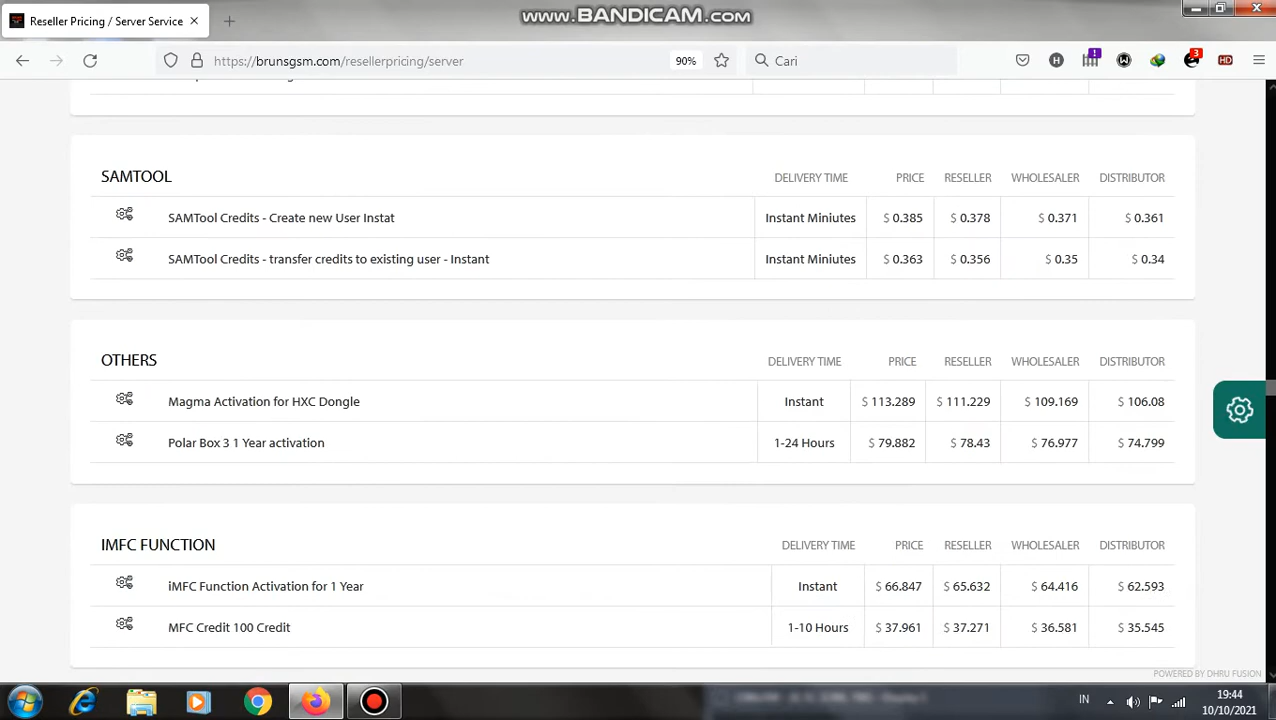 Reseller Pricing / Server Service
www.BANDICAM.com
https://brunsgsm.com/resellerpricing/server
90%
Cari
1
3
H
HD
SAMTOOL DELIVERY TIME PRICE RESELLER WHOLESALER DISTRIBUTOR
SAMTool Credits - Create new User Instat Instant Miniutes $ 0.385 $ 0.378 $ 0.371 $ 0.361
SAMTool Credits - transfer credits to existing user - Instant Instant Miniutes $ 0.363 $ 0.356 $ 0.35 $ 0.34
OTHERS DELIVERY TIME PRICE RESELLER WHOLESALER DISTRIBUTOR
Magma Activation for HXC Dongle Instant $ 113.289 $ 111.229 $ 109.169 $ 106.08
Polar Box 3 1 Year activation 1-24 Hours $ 79.882 $ 78.43 $ 76.977 $ 74.799
IMFC FUNCTION DELIVERY TIME PRICE RESELLER WHOLESALER DISTRIBUTOR
iMFC Function Activation for 1 Year Instant $ 66.847 $ 65.632 $ 64.416 $ 62.593
MFC Credit 100 Credit 1-10 Hours $ 37.961 $ 37.271 $ 36.581 $ 35.545
POWERED BY DHRU FUSION
IN
19:44
10/10/2021